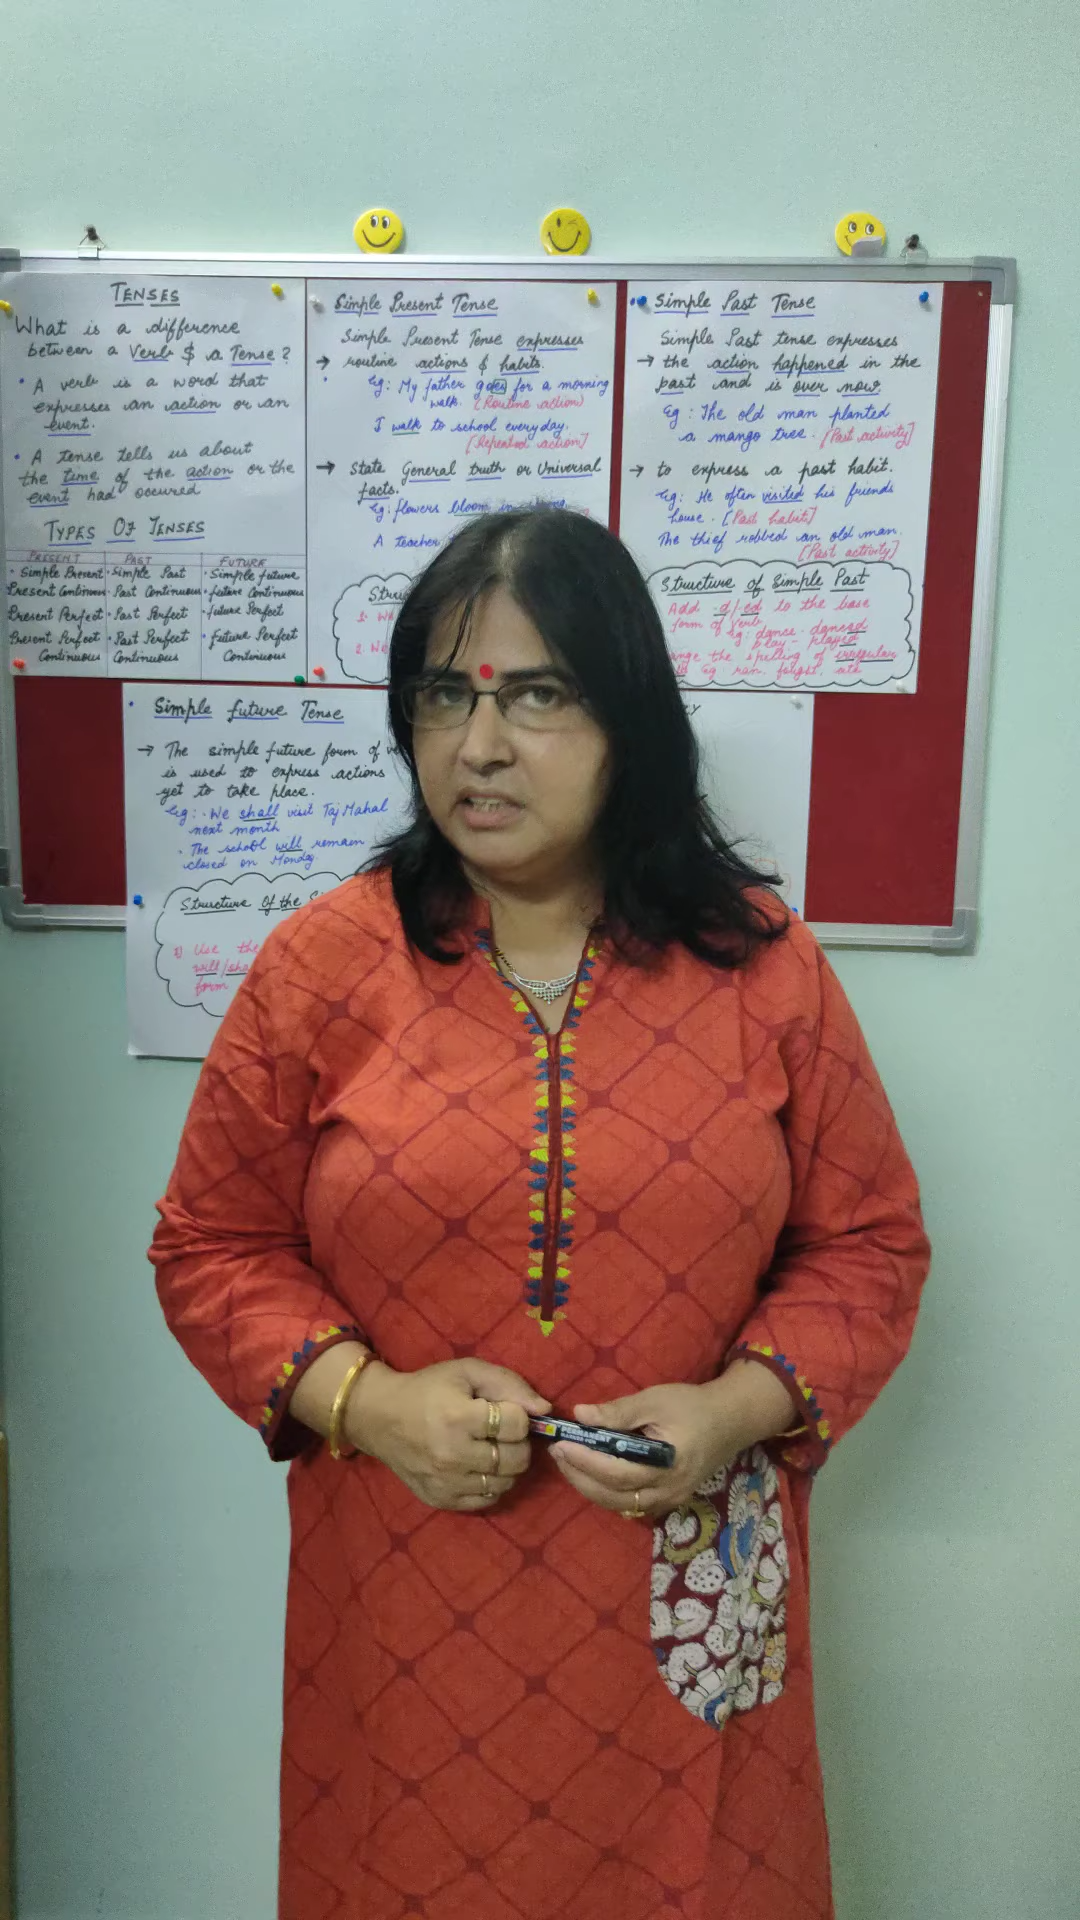 TENSES
What is a difference
between a Verb $ a Tense?
• A verb is a word that
expresses an action or an
event.
• A tense tells us about
the time of the action or the
event had occured
TYPES OF TENSES
PRESENT PAST FUTURE
• Simple Present • Simple Past • Simple future
Present Continuous • Past Continuous • future Continuous
Present Perfect • Past Perfect • future Perfect
Present Perfect Continuous • Past Perfect Continuous • future Perfect Continuous
Simple Present Tense
Simple Present Tense expresses
→ routine actions $ habits.
• Eg: My father goes for a morning
walk. [Routine action]
I walk to school everyday.
[Repeated action]
→ State General truth or Universal
facts.
Eg: flowers bloom in
A teacher
1.
2.
Simple Past Tense
Simple Past tense expresses
→ the action happened in the
past and is over now.
Eg: The old man planted
a mango tree. [Past activity]
→ to express a past habit.
Eg: He often visited his friends
house. [Past habit]
The thief robbed an old man.
[Past activity]
Structure of Simple Past
Add -d/-ed to the base
form of verb.
Eg: dance - danced
play - played
the spelling of irregular
Eg: ran, fought, ate
Simple future Tense
→ The simple future form of
is used to express actions
yet to take place.
Eg: • We shall visit Taj Mahal
next month
• The school will remain
closed on Monday.
Structure Of the
1) Use the
will/sha
form
PERMANENT
MARKER PEN